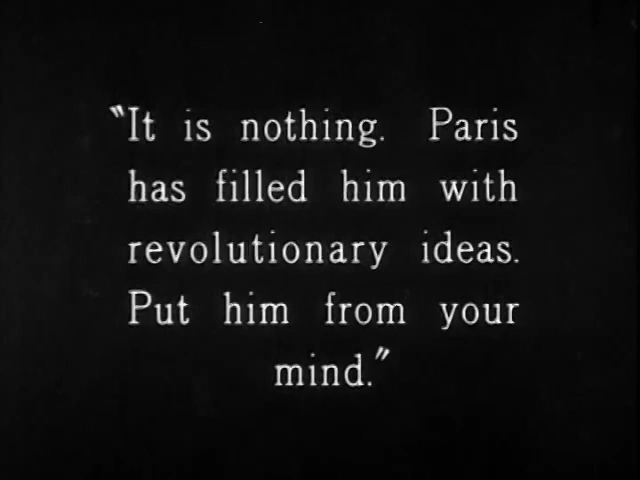 "It is nothing. Paris
has filled him with
revolutionary ideas.
Put him from your
mind."